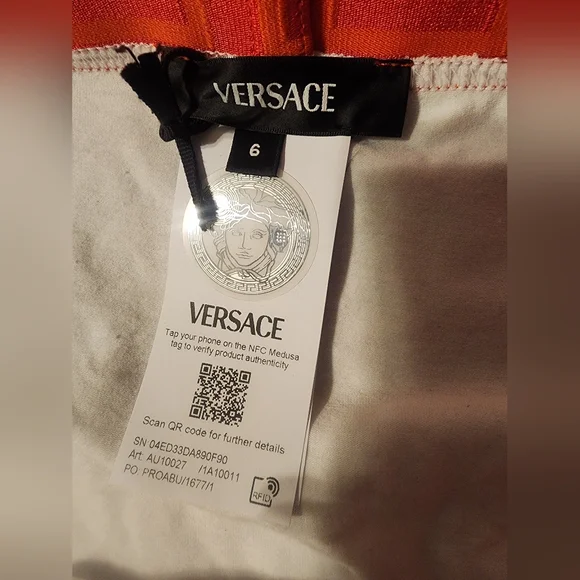 VERSACE
6
VERSACE
Tap your phone on the NFC Medusa
tag to verify product authenticity
Scan QR code for further details
SN 04ED33DA890F90
Art: AU10027 /1A10011
PO PROABU/1677/1
RFID